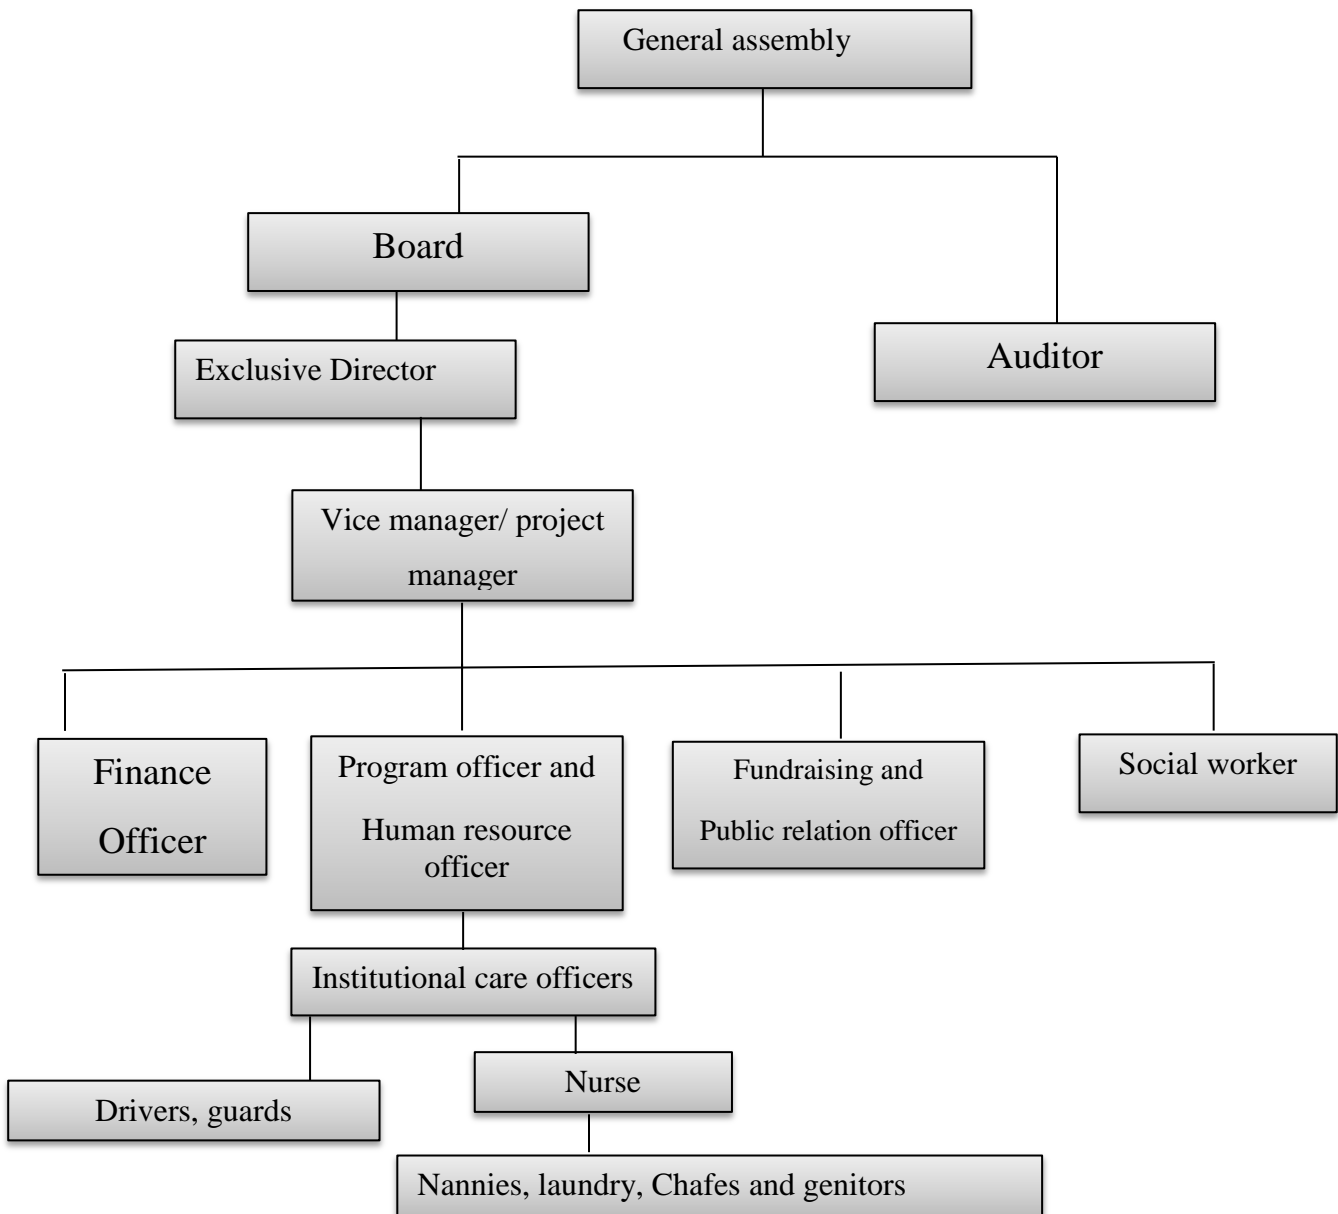 General assembly
Board
Auditor
Exclusive Director
Vice manager/ project
manager
Finance
Officer
Program officer and
Human resource
officer
Fundraising and
Public relation officer
Social worker
Institutional care officers
Nurse
Drivers, guards
Nannies, laundry, Chafes and genitors